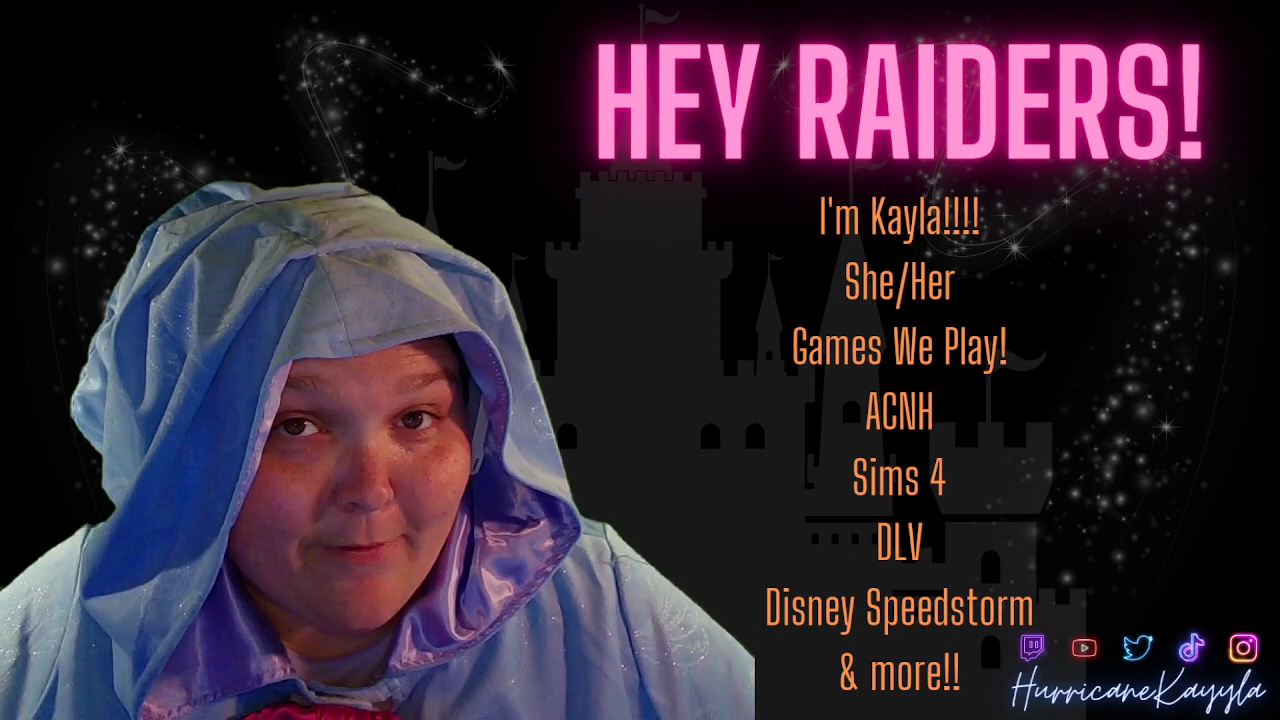 HEY RAIDERS!
I'm Kayla!!!!
She/Her
Games We Play!
ACNH
Sims 4
DLV
Disney Speedstorm
& more!!
HurricaneKayyla